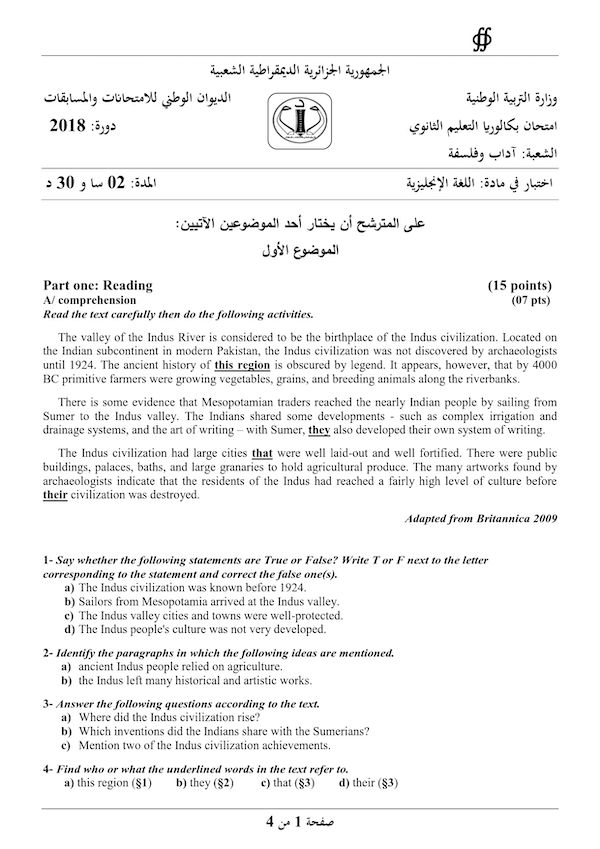 الجمهورية الجزائرية الديمقراطية الشعبية
وزارة التربية الوطنية
الديوان الوطني للامتحانات والمسابقات
امتحان بكالوريا التعليم الثانوي
دورة: 2018
الشعبة: آداب وفلسفة
اختبار في مادة: اللغة الإنجليزية
المدة: 02 سا و 30 د
على المترشح أن يختار أحد الموضوعين الآتيين:
الموضوع الأول
Part one: Reading (15 points)
A/ comprehension (07 pts)
Read the text carefully then do the following activities.
The valley of the Indus River is considered to be the birthplace of the Indus civilization. Located on
the Indian subcontinent in modern Pakistan, the Indus civilization was not discovered by archaeologists
until 1924. The ancient history of this region is obscured by legend. It appears, however, that by 4000
BC primitive farmers were growing vegetables, grains, and breeding animals along the riverbanks.
There is some evidence that Mesopotamian traders reached the nearly Indian people by sailing from
Sumer to the Indus valley. The Indians shared some developments - such as complex irrigation and
drainage systems, and the art of writing – with Sumer, they also developed their own system of writing.
The Indus civilization had large cities that were well laid-out and well fortified. There were public
buildings, palaces, baths, and large granaries to hold agricultural produce. The many artworks found by
archaeologists indicate that the residents of the Indus had reached a fairly high level of culture before
their civilization was destroyed.
Adapted from Britannica 2009
1- Say whether the following statements are True or False? Write T or F next to the letter
corresponding to the statement and correct the false one(s).
a) The Indus civilization was known before 1924.
b) Sailors from Mesopotamia arrived at the Indus valley.
c) The Indus valley cities and towns were well-protected.
d) The Indus people's culture was not very developed.
2- Identify the paragraphs in which the following ideas are mentioned.
a) ancient Indus people relied on agriculture.
b) the Indus left many historical and artistic works.
3- Answer the following questions according to the text.
a) Where did the Indus civilization rise?
b) Which inventions did the Indians share with the Sumerians?
c) Mention two of the Indus civilization achievements.
4- Find who or what the underlined words in the text refer to.
a) this region (§1) b) they (§2) c) that (§3) d) their (§3)
صفحة 1 من 4